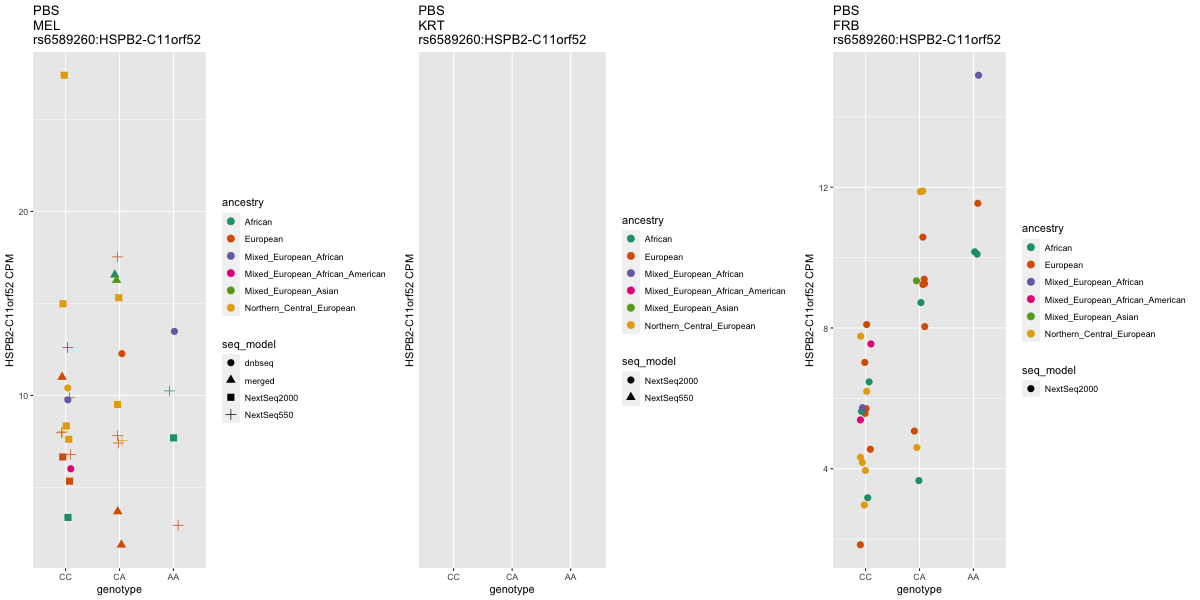 PBS
MEL
rs6589260:HSPB2-C11orf52
HSPB2-C11orf52 CPM
20
10
CC
CA
AA
genotype
ancestry
African
European
Mixed_European_African
Mixed_European_African_American
Mixed_European_Asian
Northern_Central_European
seq_model
dnbseq
merged
NextSeq2000
NextSeq550
PBS
KRT
rs6589260:HSPB2-C11orf52
HSPB2-C11orf52 CPM
CC
CA
AA
genotype
ancestry
African
European
Mixed_European_African
Mixed_European_African_American
Mixed_European_Asian
Northern_Central_European
seq_model
NextSeq2000
NextSeq550
PBS
FRB
rs6589260:HSPB2-C11orf52
HSPB2-C11orf52 CPM
12
8
4
CC
CA
AA
genotype
ancestry
African
European
Mixed_European_African
Mixed_European_African_American
Mixed_European_Asian
Northern_Central_European
seq_model
NextSeq2000